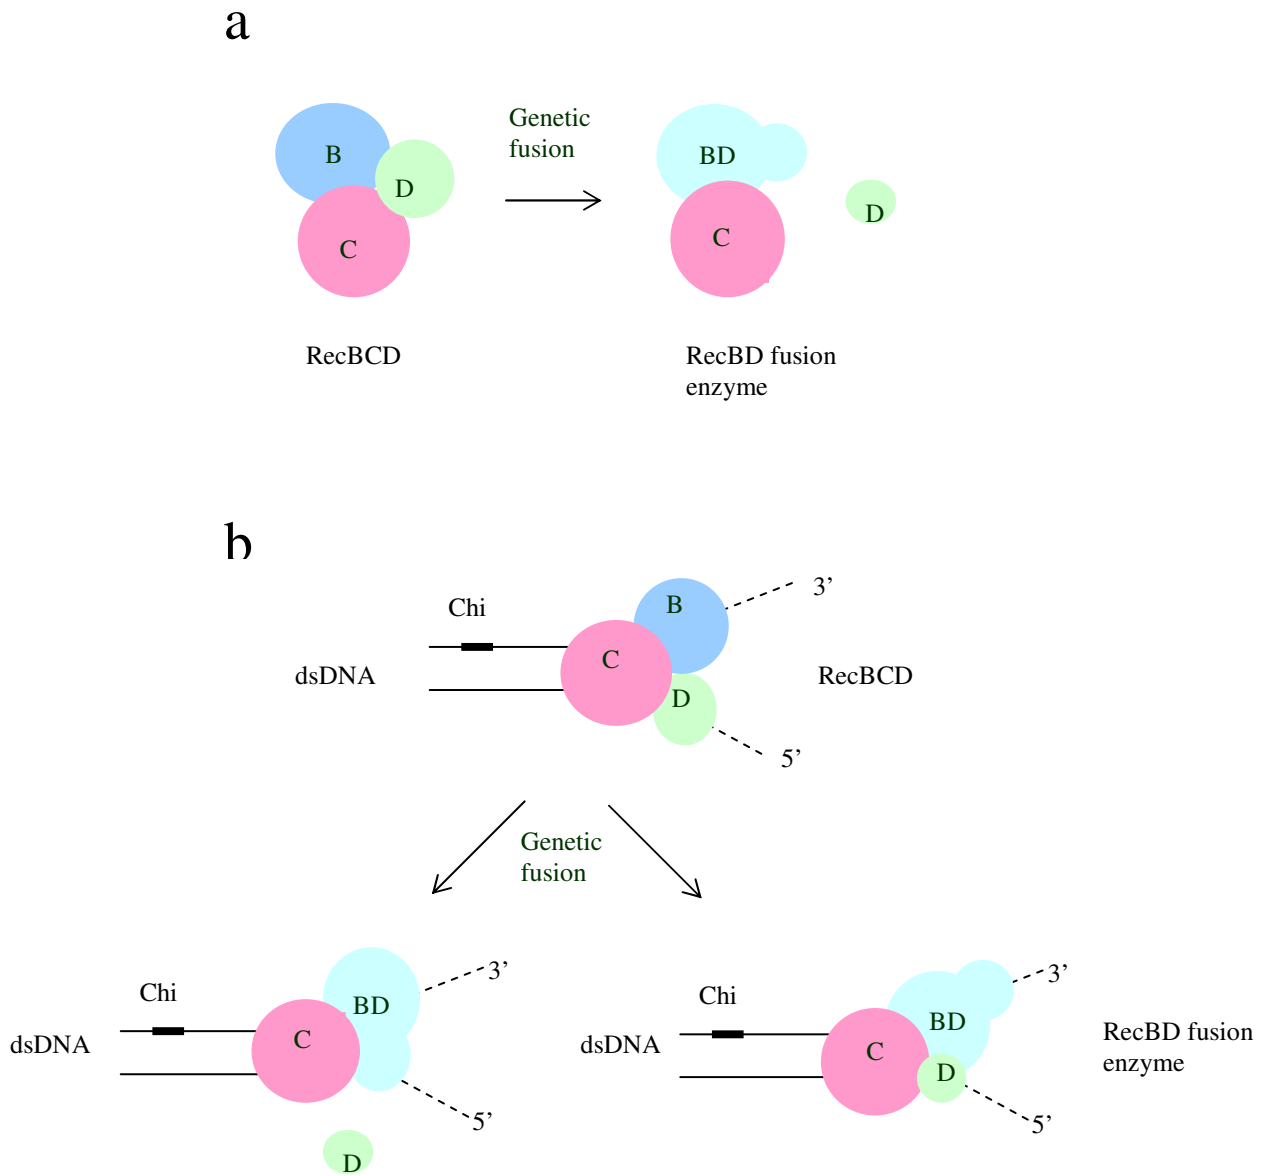 a
Genetic
fusion
B
D
C
BD
C
D
RecBCD
RecBD fusion
enzyme
b
Chi
dsDNA
C
B
D
3’
5’
RecBCD
Genetic
fusion
Chi
dsDNA
C
BD
3’
5’
D
Chi
dsDNA
C
BD
D
3’
5’
RecBD fusion
enzyme